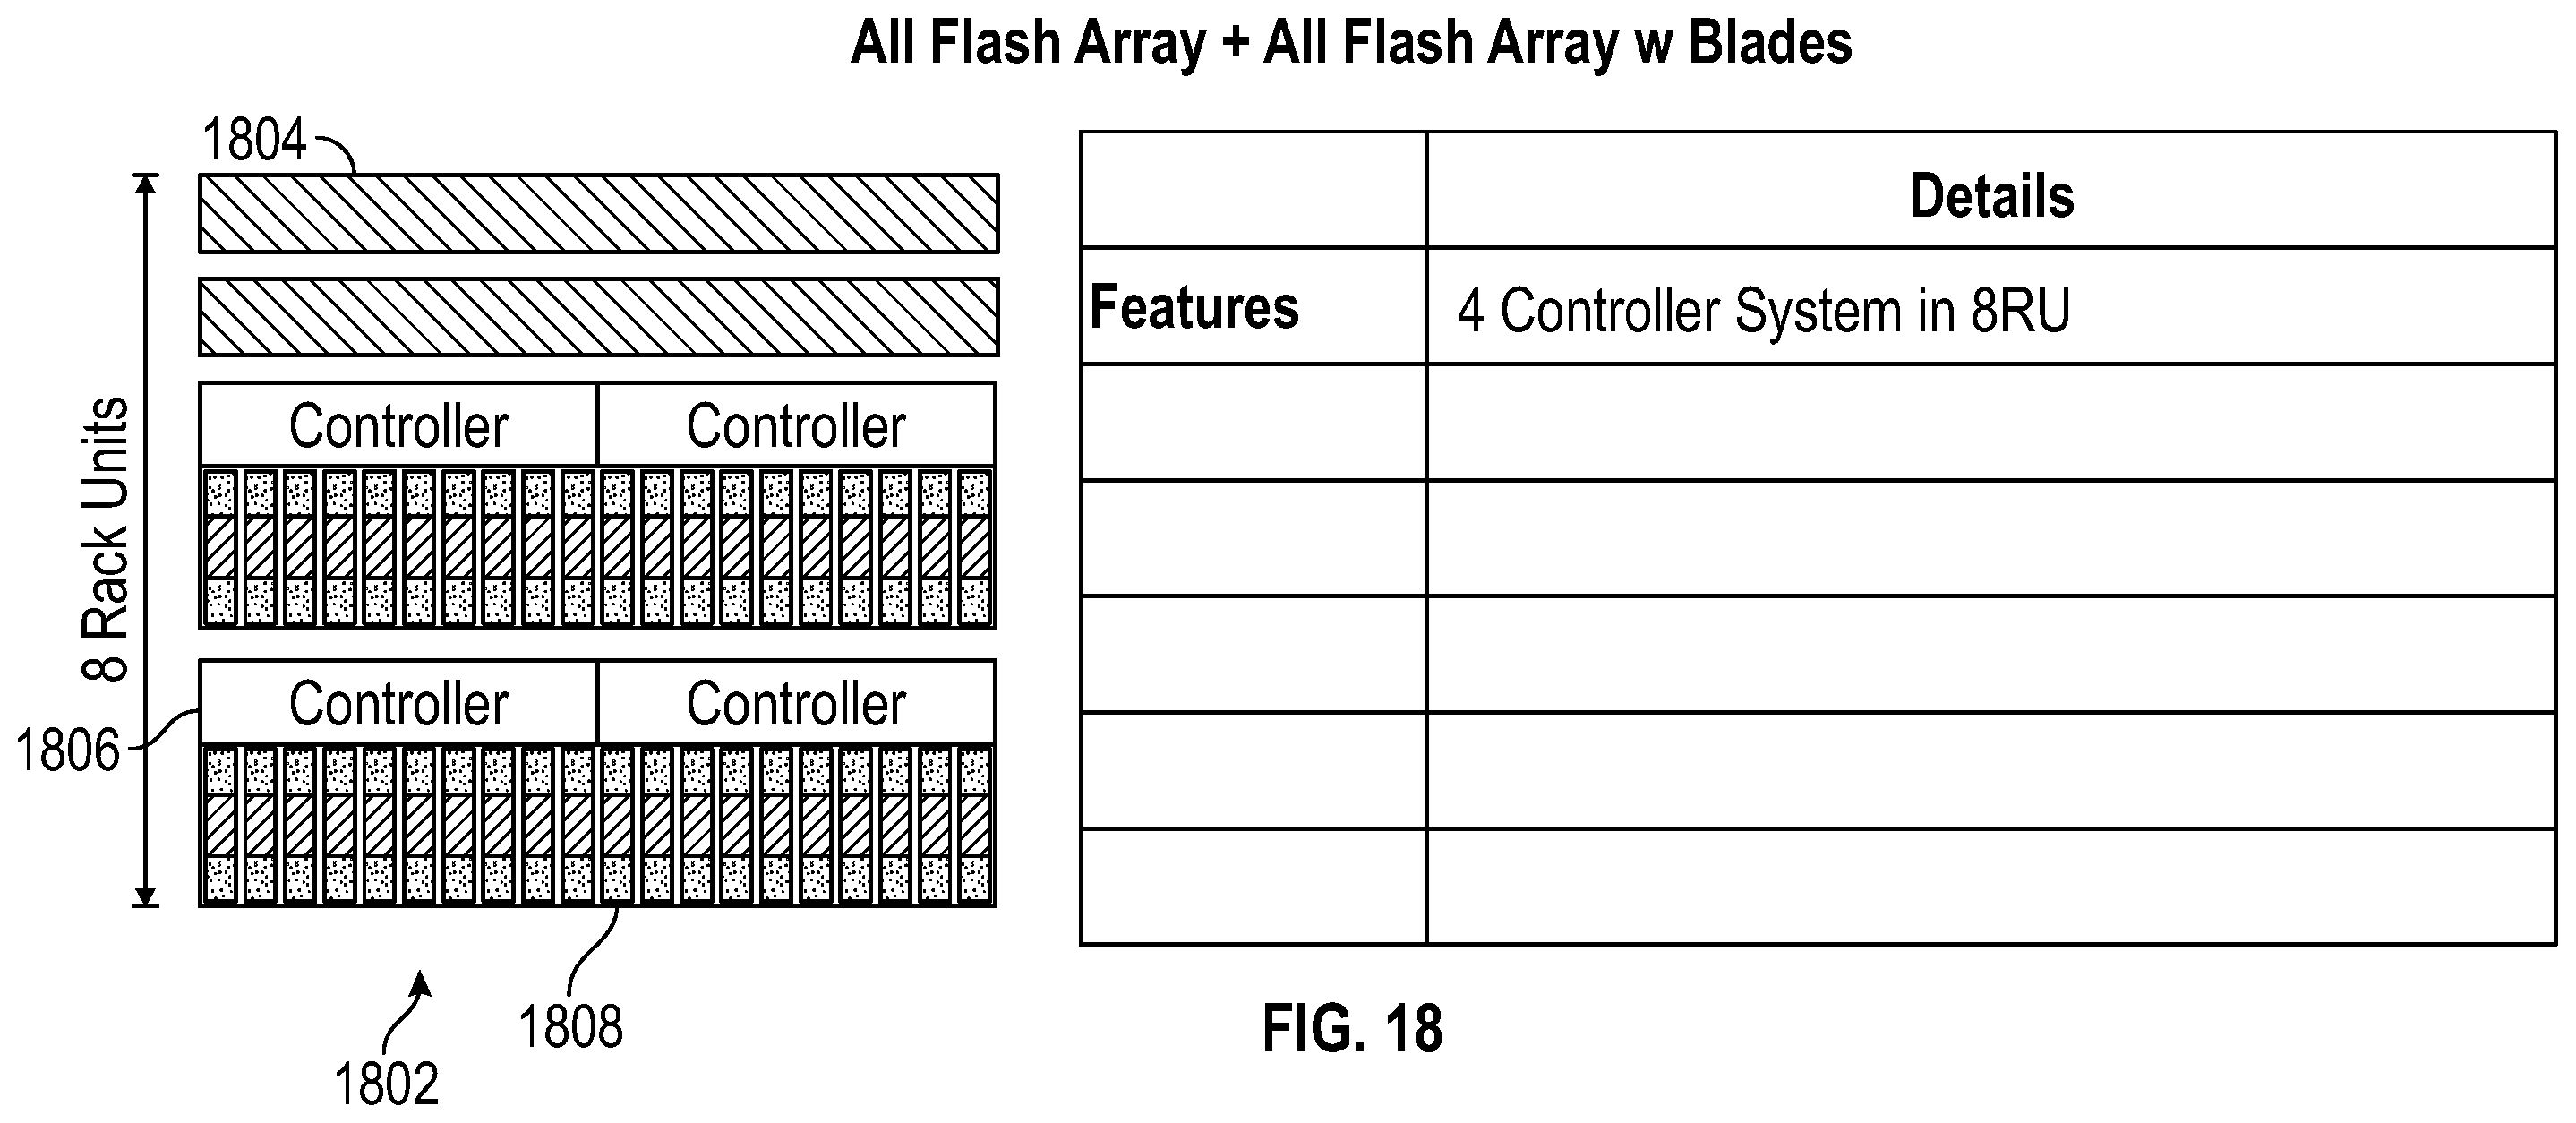 All Flash Array + All Flash Array w Blades
1804
8 Rack Units
Controller Controller
Controller Controller
1806
1808
1802
Details
Features 4 Controller System in 8RU
FIG. 18